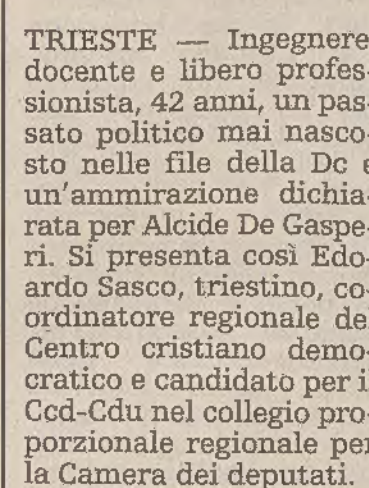 TRIESTE — Ingegnere
docente e libero profes-
sionista, 42 anni, un pas-
sato politico mai nasco-
sto nelle file della Dc e
un'ammirazione dichia-
rata per Alcide De Gaspe-
ri. Si presenta così Edo-
ardo Sasco, triestino, co-
ordinatore regionale del
Centro cristiano demo-
cratico e candidato per il
Ccd-Cdu nel collegio pro-
porzionale regionale per
la Camera dei deputati.